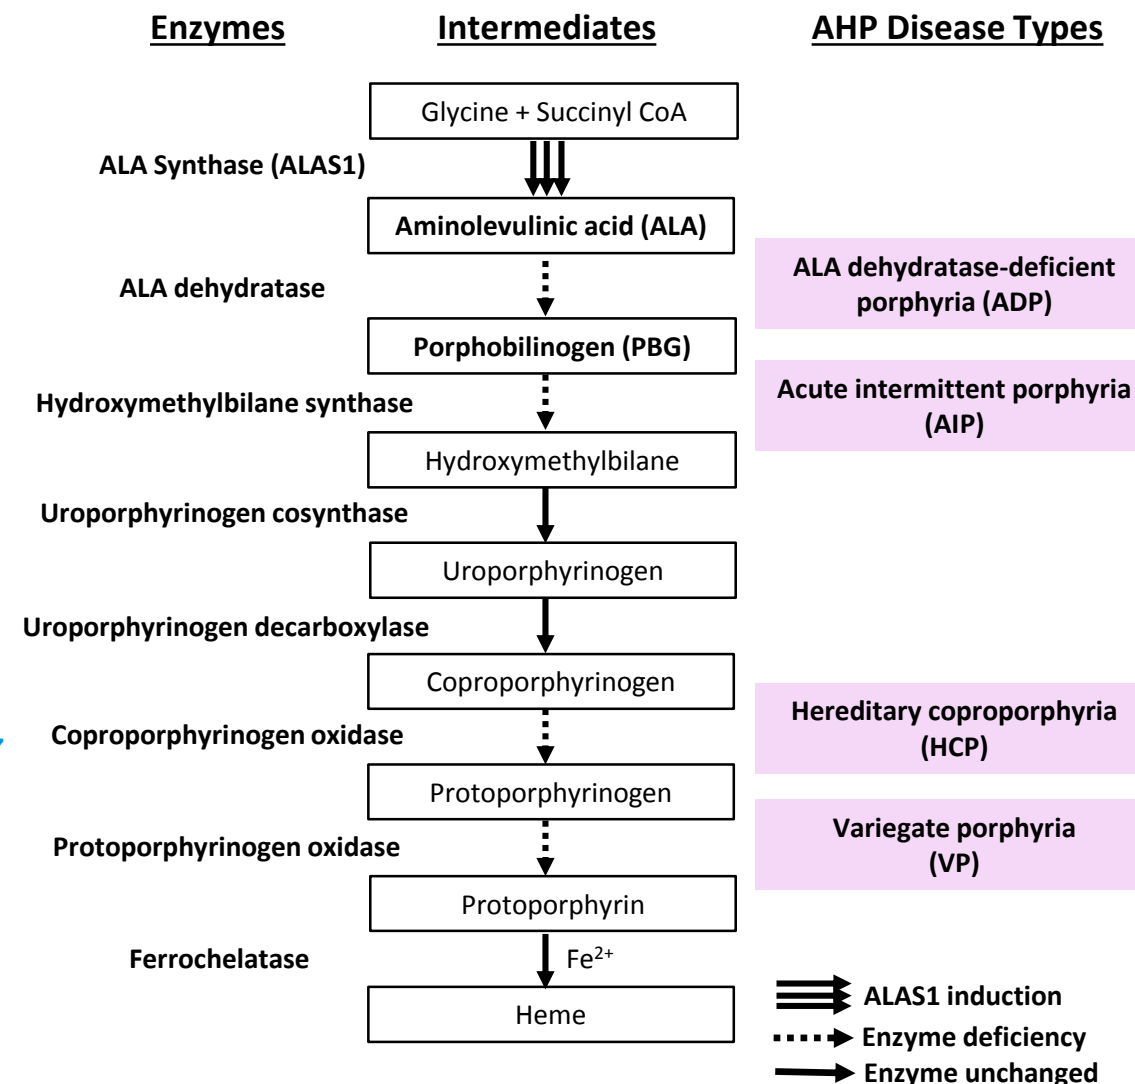 Enzymes
Intermediates
AHP Disease Types
Glycine + Succinyl CoA
ALA Synthase (ALAS1)
Aminolevulinic acid (ALA)
ALA dehydratase
ALA dehydratase-deficient
porphyria (ADP)
Porphobilinogen (PBG)
Hydroxymethylbilane synthase
Acute intermittent porphyria
(AIP)
Hydroxymethylbilane
Uroporphyrinogen cosynthase
Uroporphyrinogen
Uroporphyrinogen decarboxylase
Coproporphyrinogen
Coproporphyrinogen oxidase
Hereditary coproporphyria
(HCP)
Protoporphyrinogen
Protoporphyrinogen oxidase
Variegate porphyria
(VP)
Protoporphyrin
Ferrochelatase
Fe²⁺
Heme
ALAS1 induction
Enzyme deficiency
Enzyme unchanged